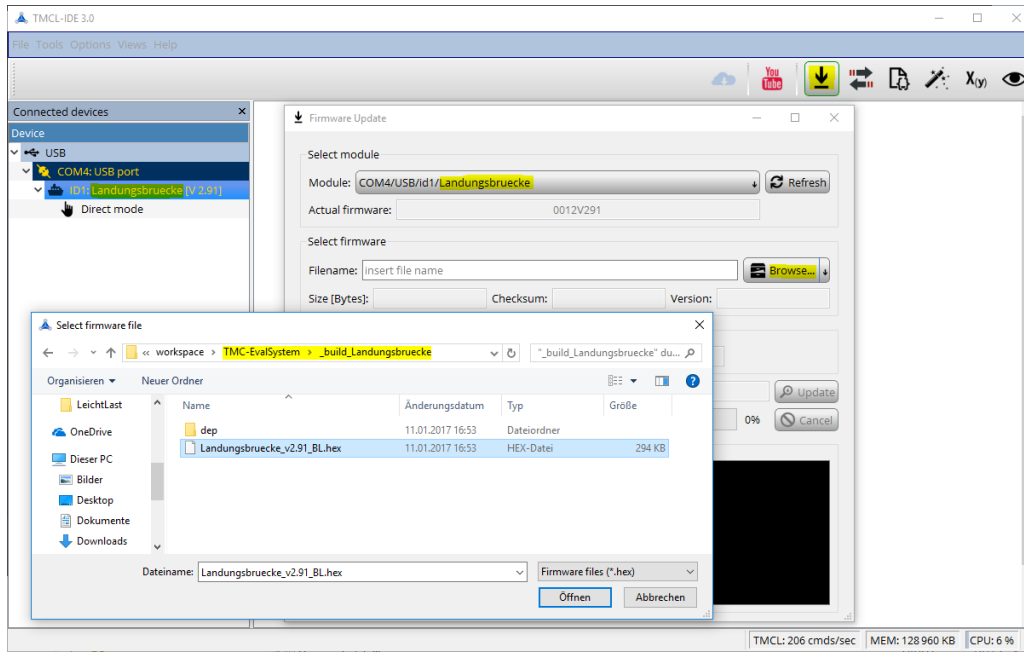 TMCL-IDE 3.0
File Tools Options Views Help
You Tube X(y)
Connected devices
Device
USB
COM4: USB port
ID1: Landungsbruecke [V 2.91]
Direct mode
Firmware Update
Select module
Module: COM4/USB/id1/Landungsbruecke Refresh
Actual firmware: 0012V291
Select firmware
Filename: insert file name Browse...
Size [Bytes]: Checksum: Version:
Update
0% Cancel
Select firmware file
« workspace › TMC-EvalSystem › _build_Landungsbruecke "_build_Landungsbruecke" du...
Organisieren Neuer Ordner ?
LeichtLast
OneDrive
Dieser PC
Bilder
Desktop
Dokumente
Downloads
Name Änderungsdatum Typ Größe
dep 11.01.2017 16:53 Dateiordner
Landungsbruecke_v2.91_BL.hex 11.01.2017 16:53 HEX-Datei 294 KB
Dateiname: Landungsbruecke_v2.91_BL.hex Firmware files (*.hex)
Öffnen Abbrechen
TMCL: 206 cmds/sec MEM: 128 960 KB CPU: 6 %